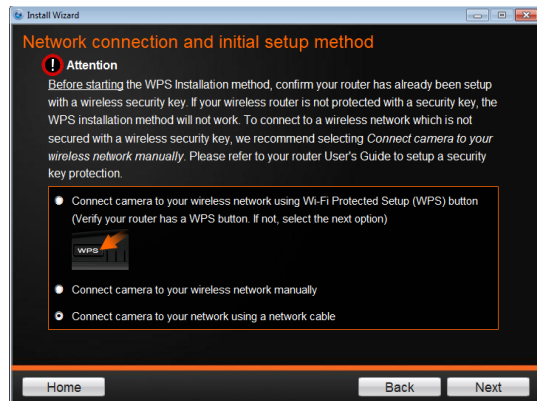 Install Wizard
Network connection and initial setup method
! Attention
Before starting the WPS Installation method, confirm your router has already been setup
with a wireless security key. If your wireless router is not protected with a security key, the
WPS installation method will not work. To connect to a wireless network which is not
secured with a wireless security key, we recommend selecting Connect camera to your
wireless network manually. Please refer to your router User's Guide to setup a security
key protection.
Connect camera to your wireless network using Wi-Fi Protected Setup (WPS) button
(Verify your router has a WPS button. If not, select the next option)
WPS
Connect camera to your wireless network manually
Connect camera to your network using a network cable
Home Back Next